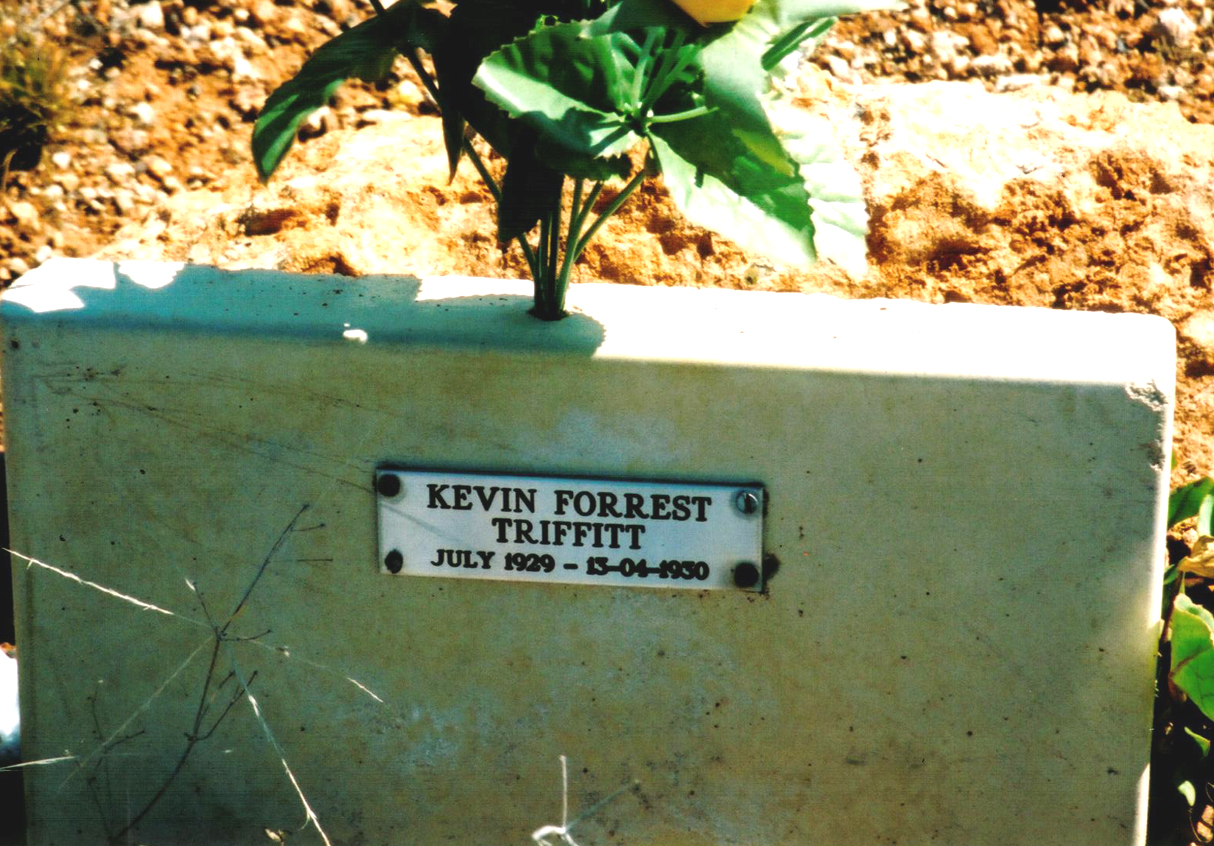 KEVIN FORREST
TRIFFITT
JULY 1929 - 13-04-1930